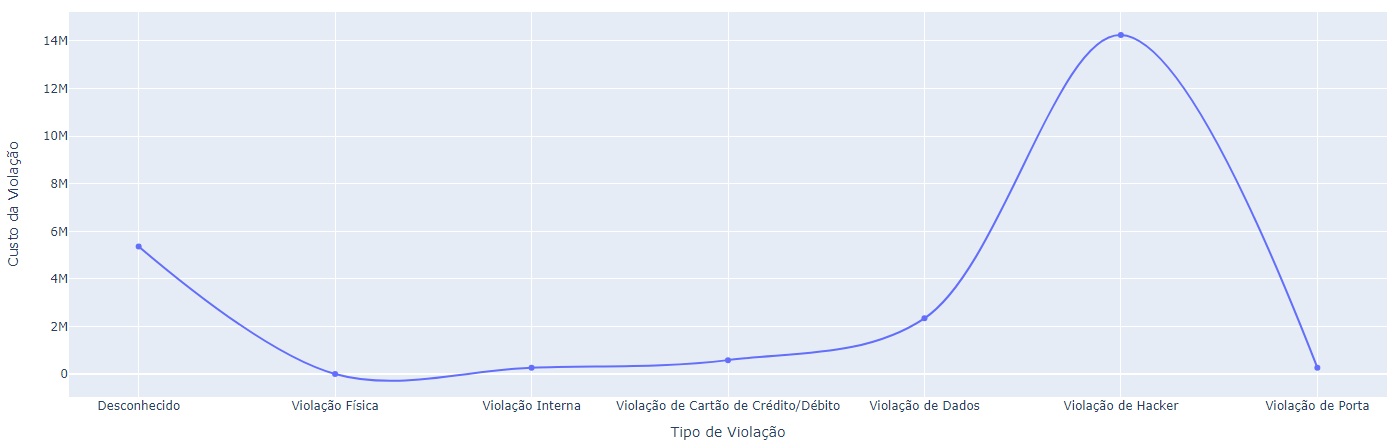 14M
12M
10M
8M
6M
4M
2M
0
Custo da Violação
Desconhecido
Violação Física
Violação Interna
Violação de Cartão de Crédito/Débito
Violação de Dados
Violação de Hacker
Violação de Porta
Tipo de Violação